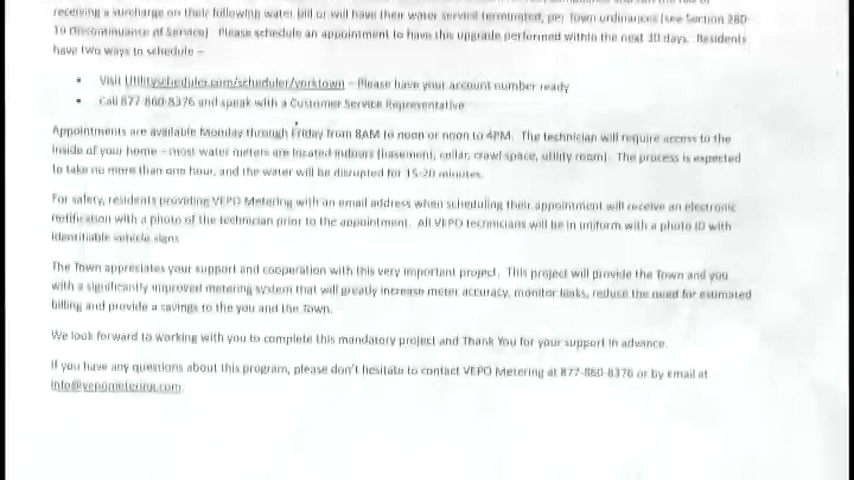 receiving a surcharge on their following water bill or will have their water service terminated, per Town ordinances (see Section 280-
19 Discontinuance of Service). Please schedule an appointment to have this upgrade performed within the next 30 days. Residents
have two ways to schedule –
• Visit Utilityscheduler.com/scheduler/yorktown – Please have your account number ready
• Call 877-860-8376 and speak with a Customer Service Representative
Appointments are available Monday through Friday from 8AM to noon or noon to 4PM. The technician will require access to the
inside of your home – most water meters are located indoors (basement, cellar, crawl space, utility room). The process is expected
to take no more than one hour, and the water will be disrupted for 15-20 minutes.
For safety, residents providing VEPO Metering with an email address when scheduling their appointment will receive an electronic
notification with a photo of the technician prior to the appointment. All VEPO technicians will be in uniform with a photo ID with
identifiable vehicle signs
The Town appreciates your support and cooperation with this very important project. This project will provide the Town and you
with a significantly improved metering system that will greatly increase meter accuracy, monitor leaks, reduce the need for estimated
billing and provide a savings to the you and the Town.
We look forward to working with you to complete this mandatory project and Thank You for your support in advance.
If you have any questions about this program, please don't hesitate to contact VEPO Metering at 877-860-8376 or by email at
info@vepometering.com